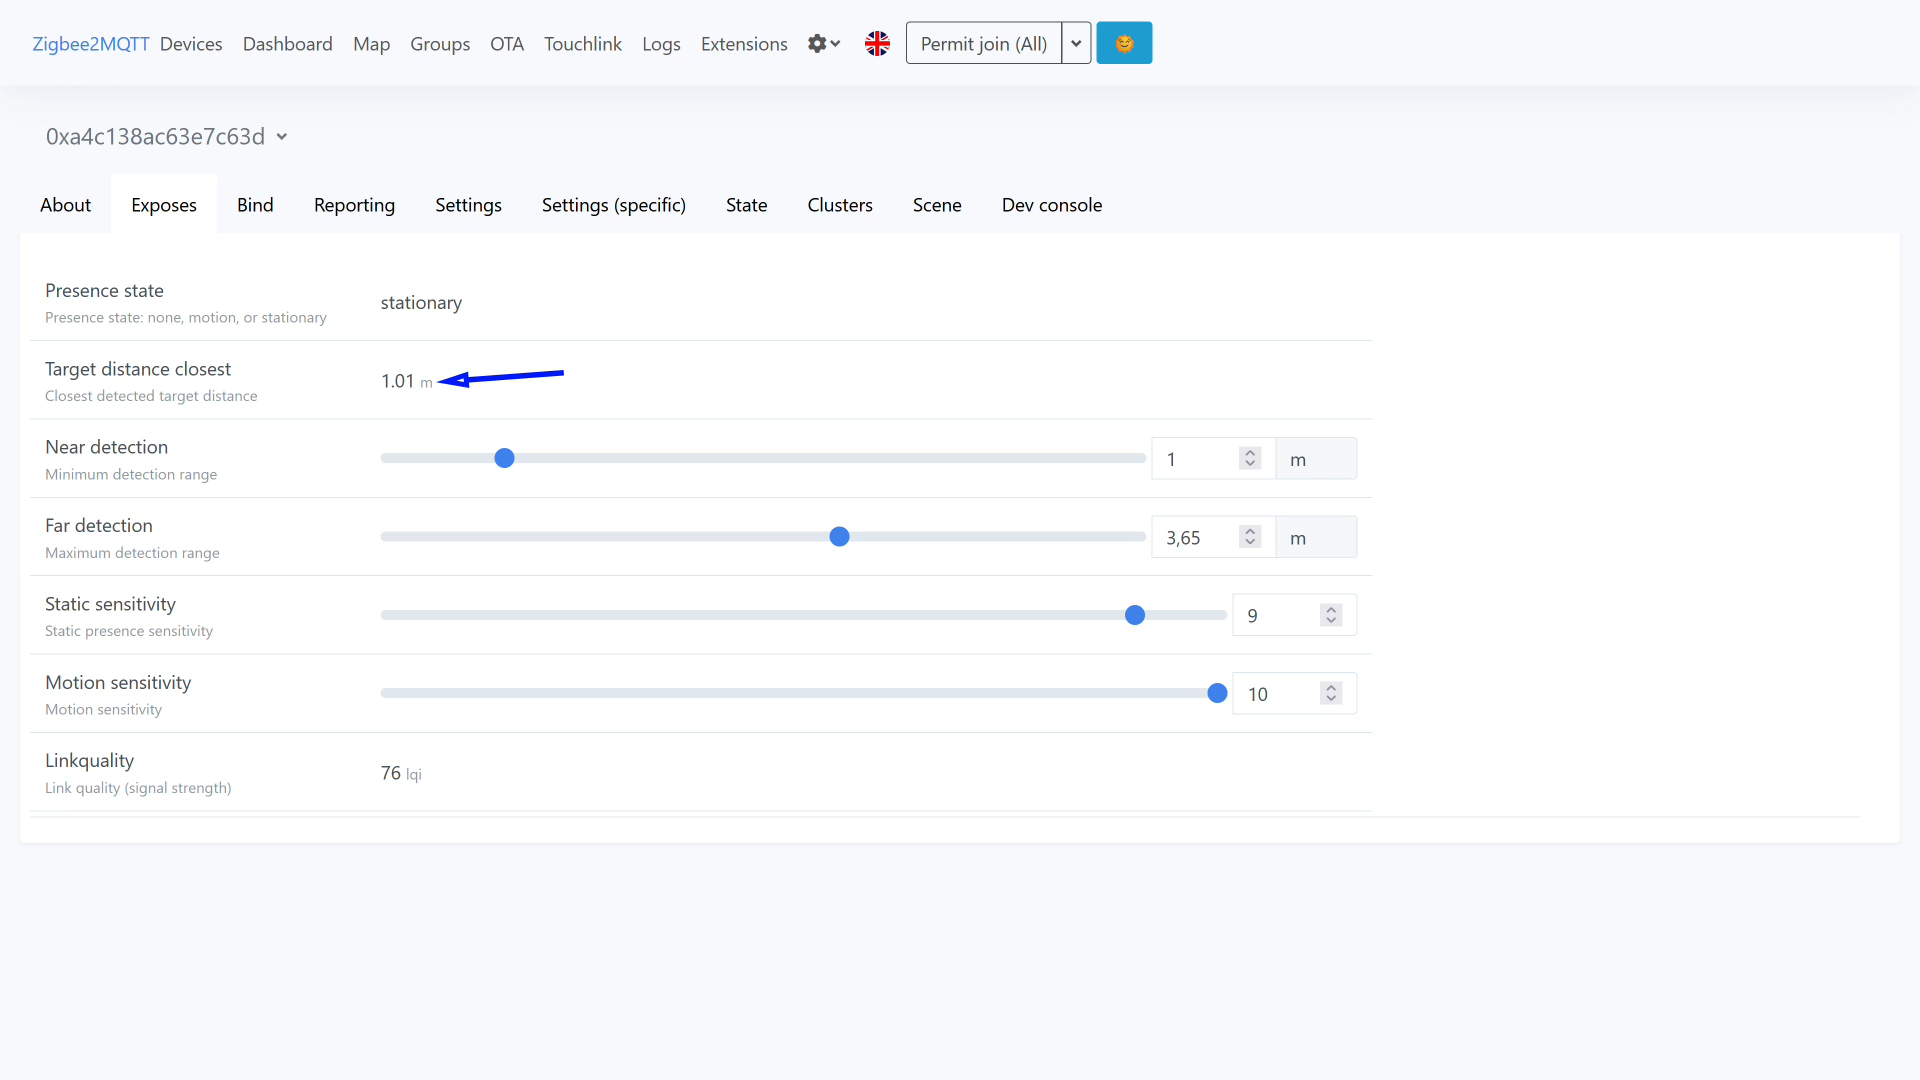 Zigbee2MQTT Devices Dashboard Map Groups OTA Touchlink Logs Extensions Permit join (All)
0xa4c138ac63e7c63d
About Exposes Bind Reporting Settings Settings (specific) State Clusters Scene Dev console
Presence state
Presence state: none, motion, or stationary
stationary
Target distance closest
Closest detected target distance
1.01 m
Near detection
Minimum detection range
1 m
Far detection
Maximum detection range
3,65 m
Static sensitivity
Static presence sensitivity
9
Motion sensitivity
Motion sensitivity
10
Linkquality
Link quality (signal strength)
76 lqi